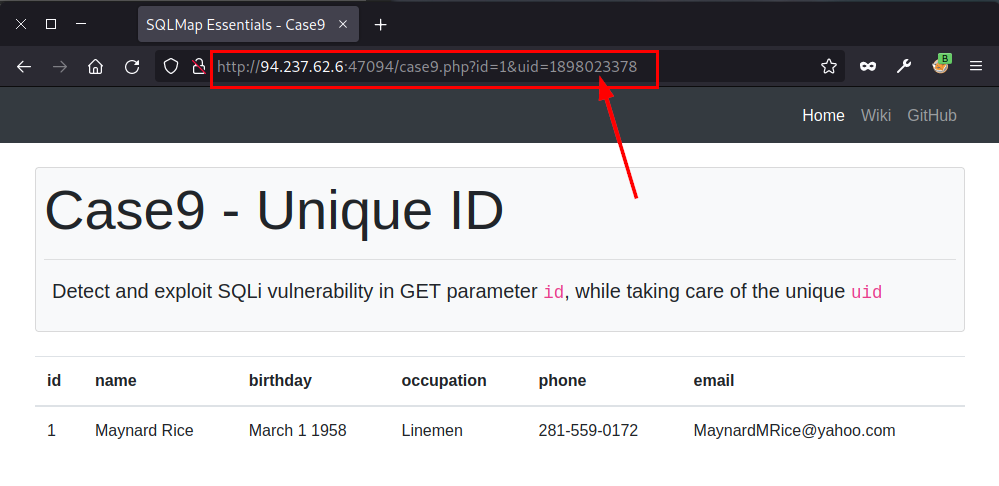 SQLMap Essentials - Case9
http://94.237.62.6:47094/case9.php?id=1&uid=1898023378
B
Home Wiki GitHub
Case9 - Unique ID
Detect and exploit SQLi vulnerability in GET parameter id, while taking care of the unique uid
id name birthday occupation phone email
1 Maynard Rice March 1 1958 Linemen 281-559-0172 MaynardMRice@yahoo.com